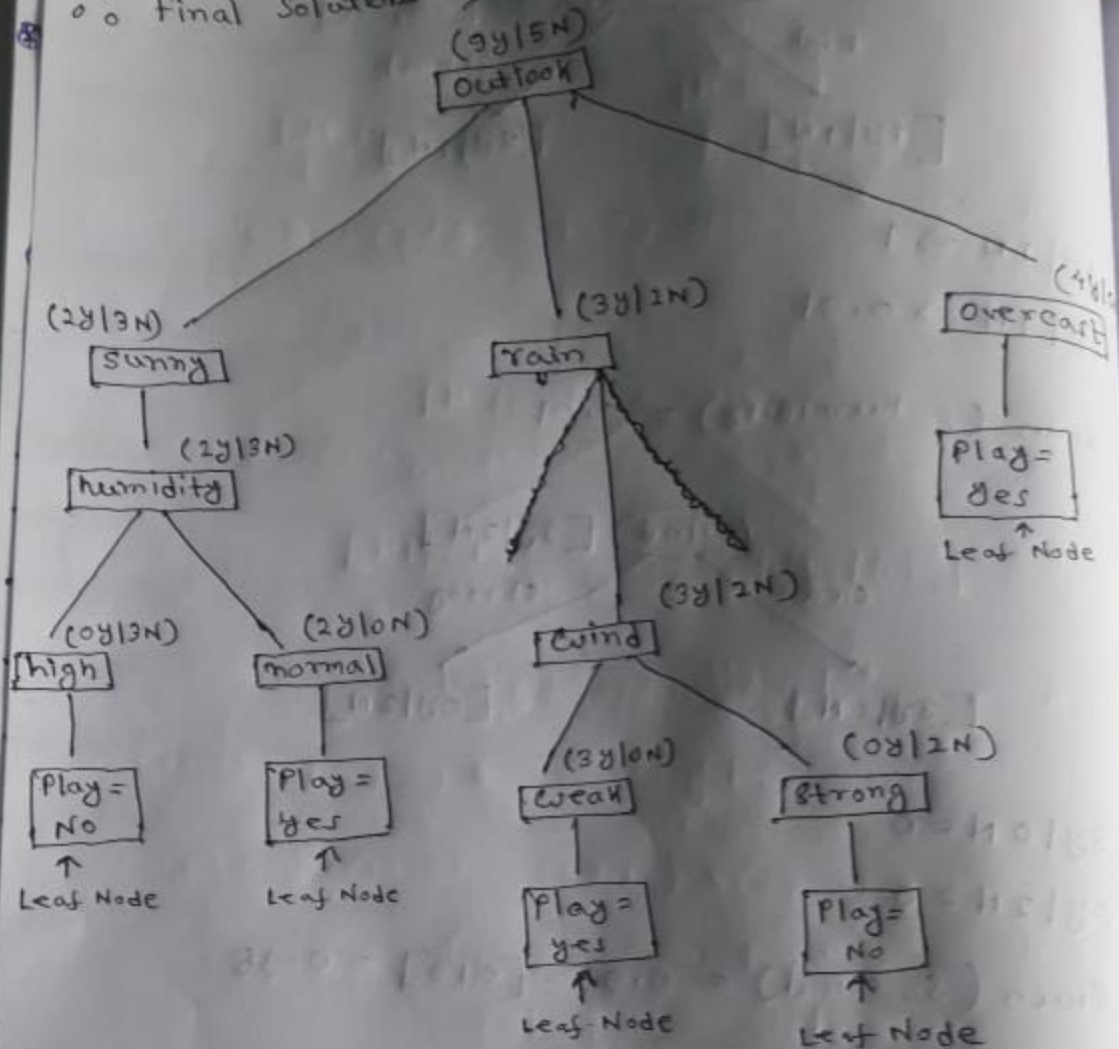 Final
(9y|5N)
Outlook
(2y|3N)
Sunny
(3y|2N)
rain
overcast
(2y|3N)
humidity
Play =
yes
Leaf Node
(0y|3N)
high
(2y|0N)
normal
(3y|2N)
Wind
Play =
No
Leaf Node
Play =
yes
Leaf Node
(3y|0N)
Weak
(0y|2N)
Strong
Play =
yes
Leaf Node
Play =
No
Leaf Node